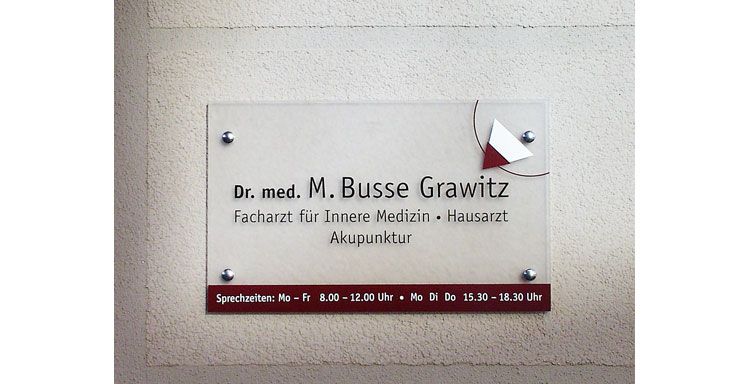 Dr. med. M. Busse Grawitz
Facharzt für Innere Medizin • Hausarzt
Akupunktur
Sprechzeiten: Mo – Fr 8.00 – 12.00 Uhr • Mo Di Do 15.30 – 18.30 Uhr